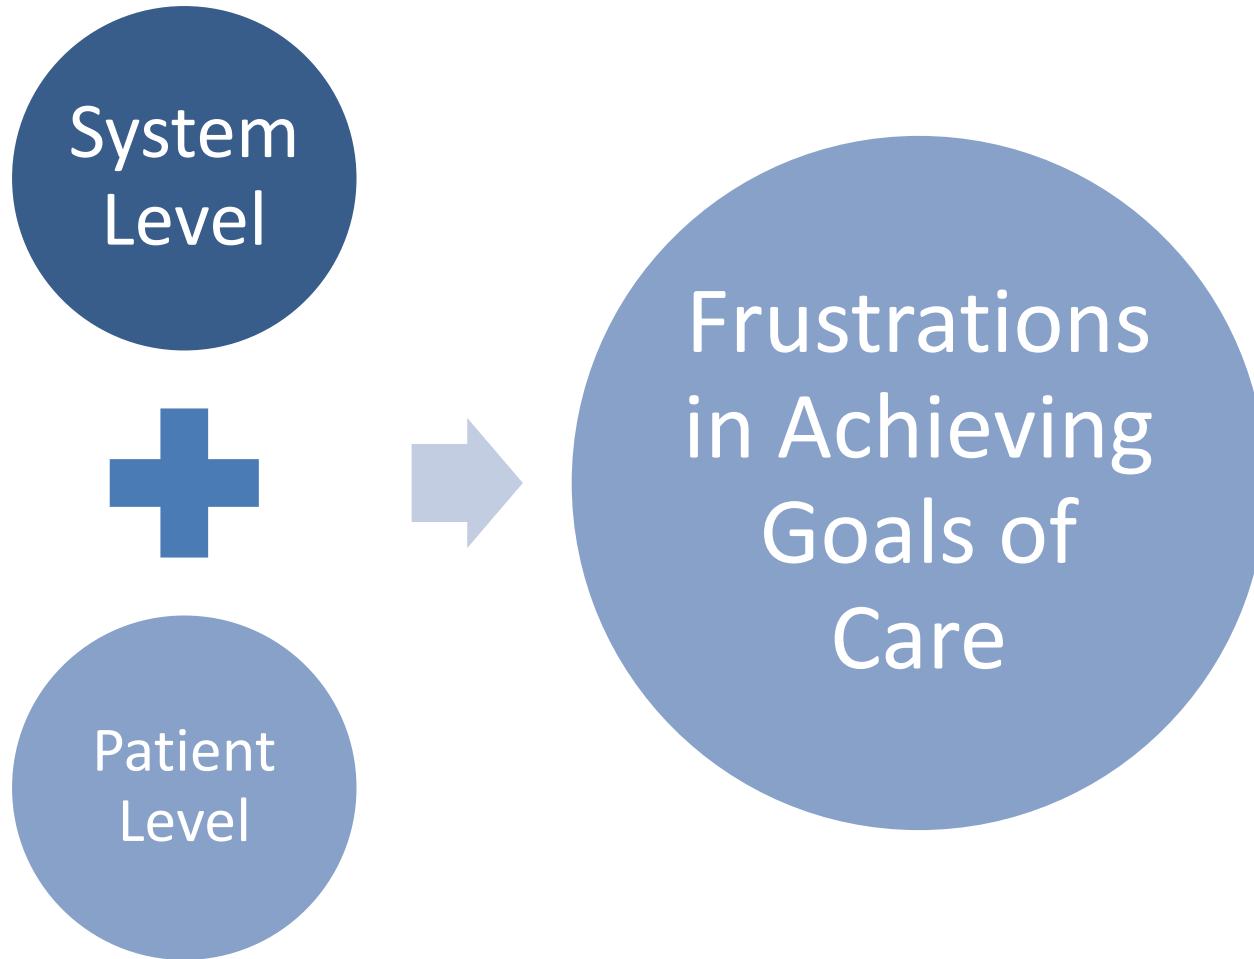 System
Level
Patient
Level
Frustrations
in Achieving
Goals of
Care